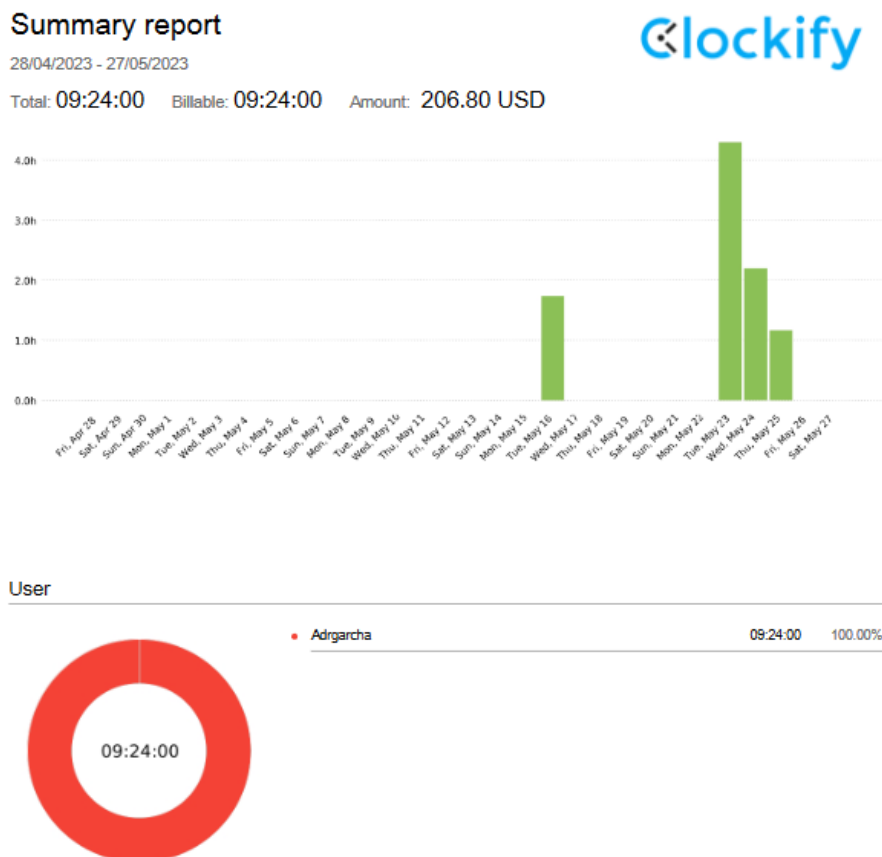 Summary report
Clockify
28/04/2023 - 27/05/2023
Total: 09:24:00 Billable: 09:24:00 Amount: 206.80 USD
4.0h
3.0h
2.0h
1.0h
0.0h
Fri, Apr 28
Sat, Apr 29
Sun, Apr 30
Mon, May 1
Tue, May 2
Wed, May 3
Thu, May 4
Fri, May 5
Sat, May 6
Sun, May 7
Mon, May 8
Tue, May 9
Wed, May 10
Thu, May 11
Fri, May 12
Sat, May 13
Sun, May 14
Mon, May 15
Tue, May 16
Wed, May 17
Thu, May 18
Fri, May 19
Sat, May 20
Sun, May 21
Mon, May 22
Tue, May 23
Wed, May 24
Thu, May 25
Fri, May 26
Sat, May 27
User
Adrgarcha 09:24:00 100.00%
09:24:00